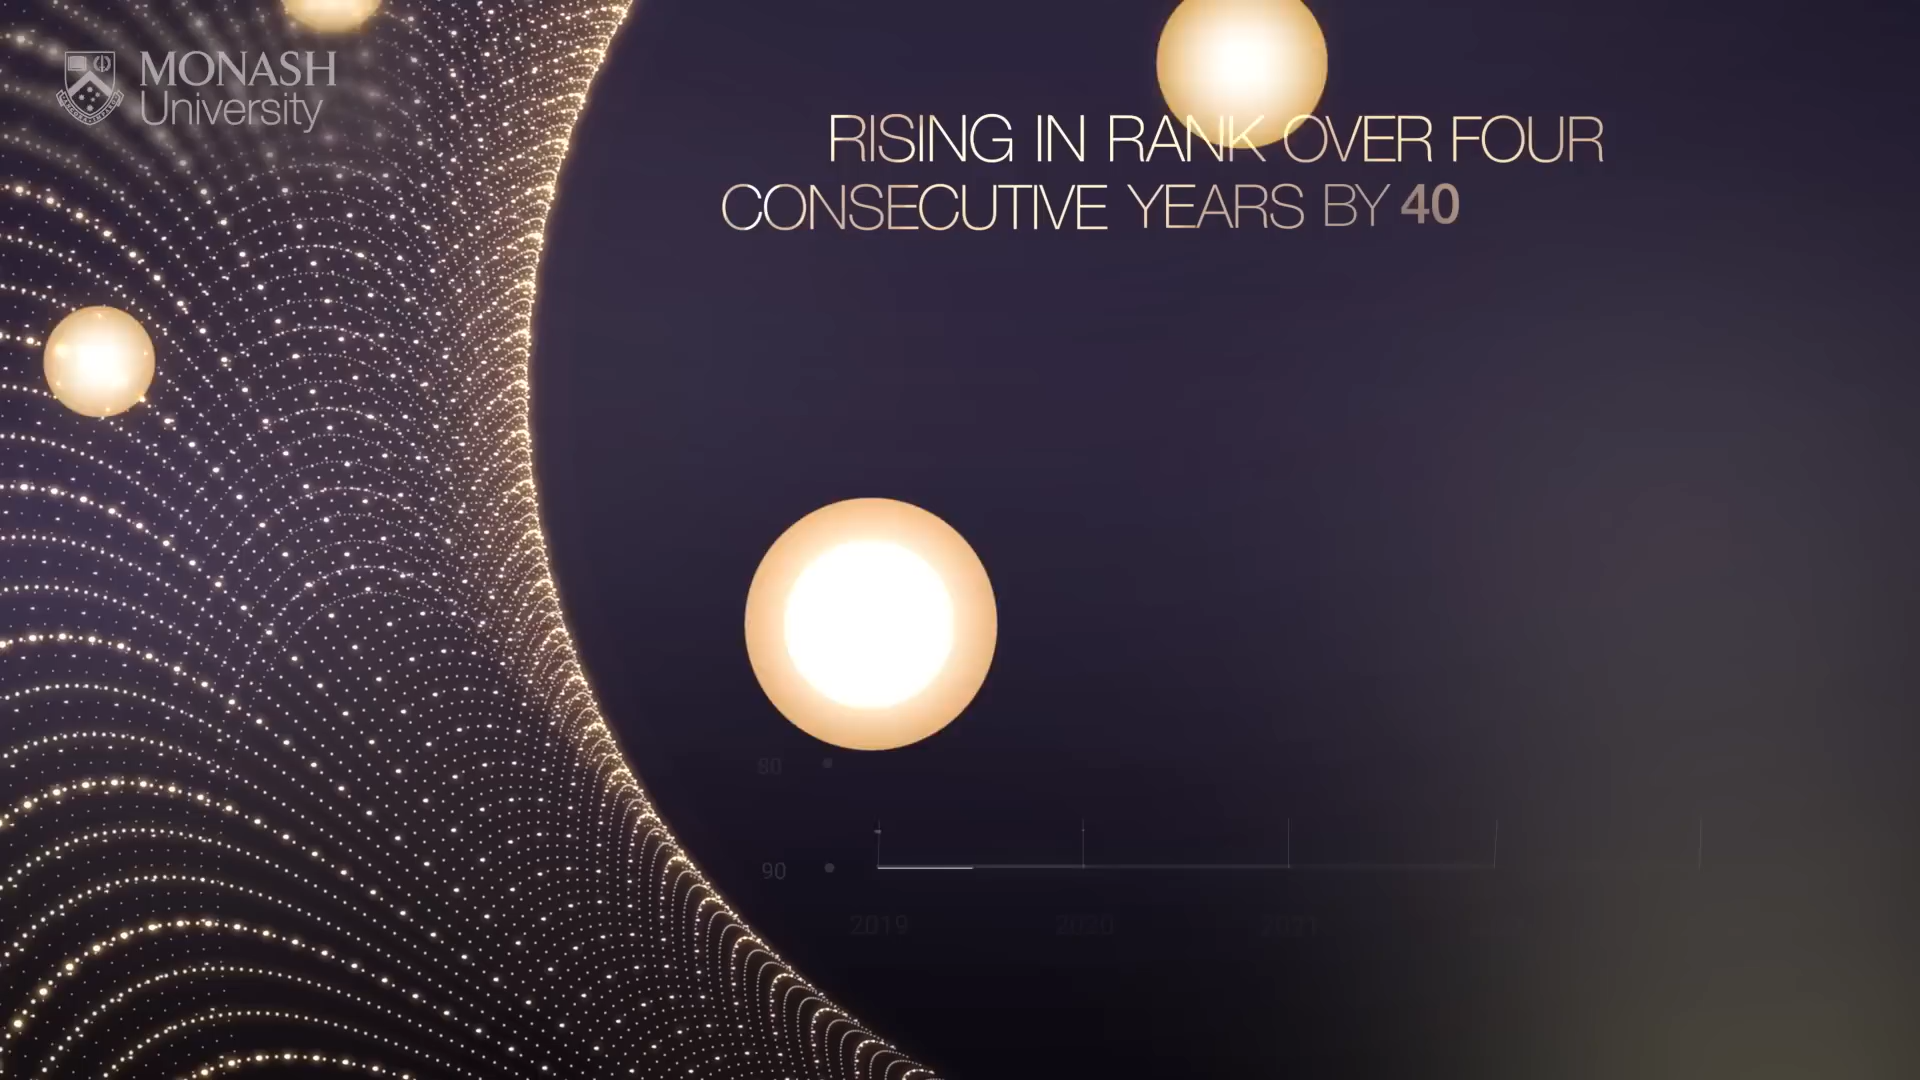 MONASH
University
RISING IN RANK OVER FOUR
CONSECUTIVE YEARS BY 40
80
90
2019 2020 2021